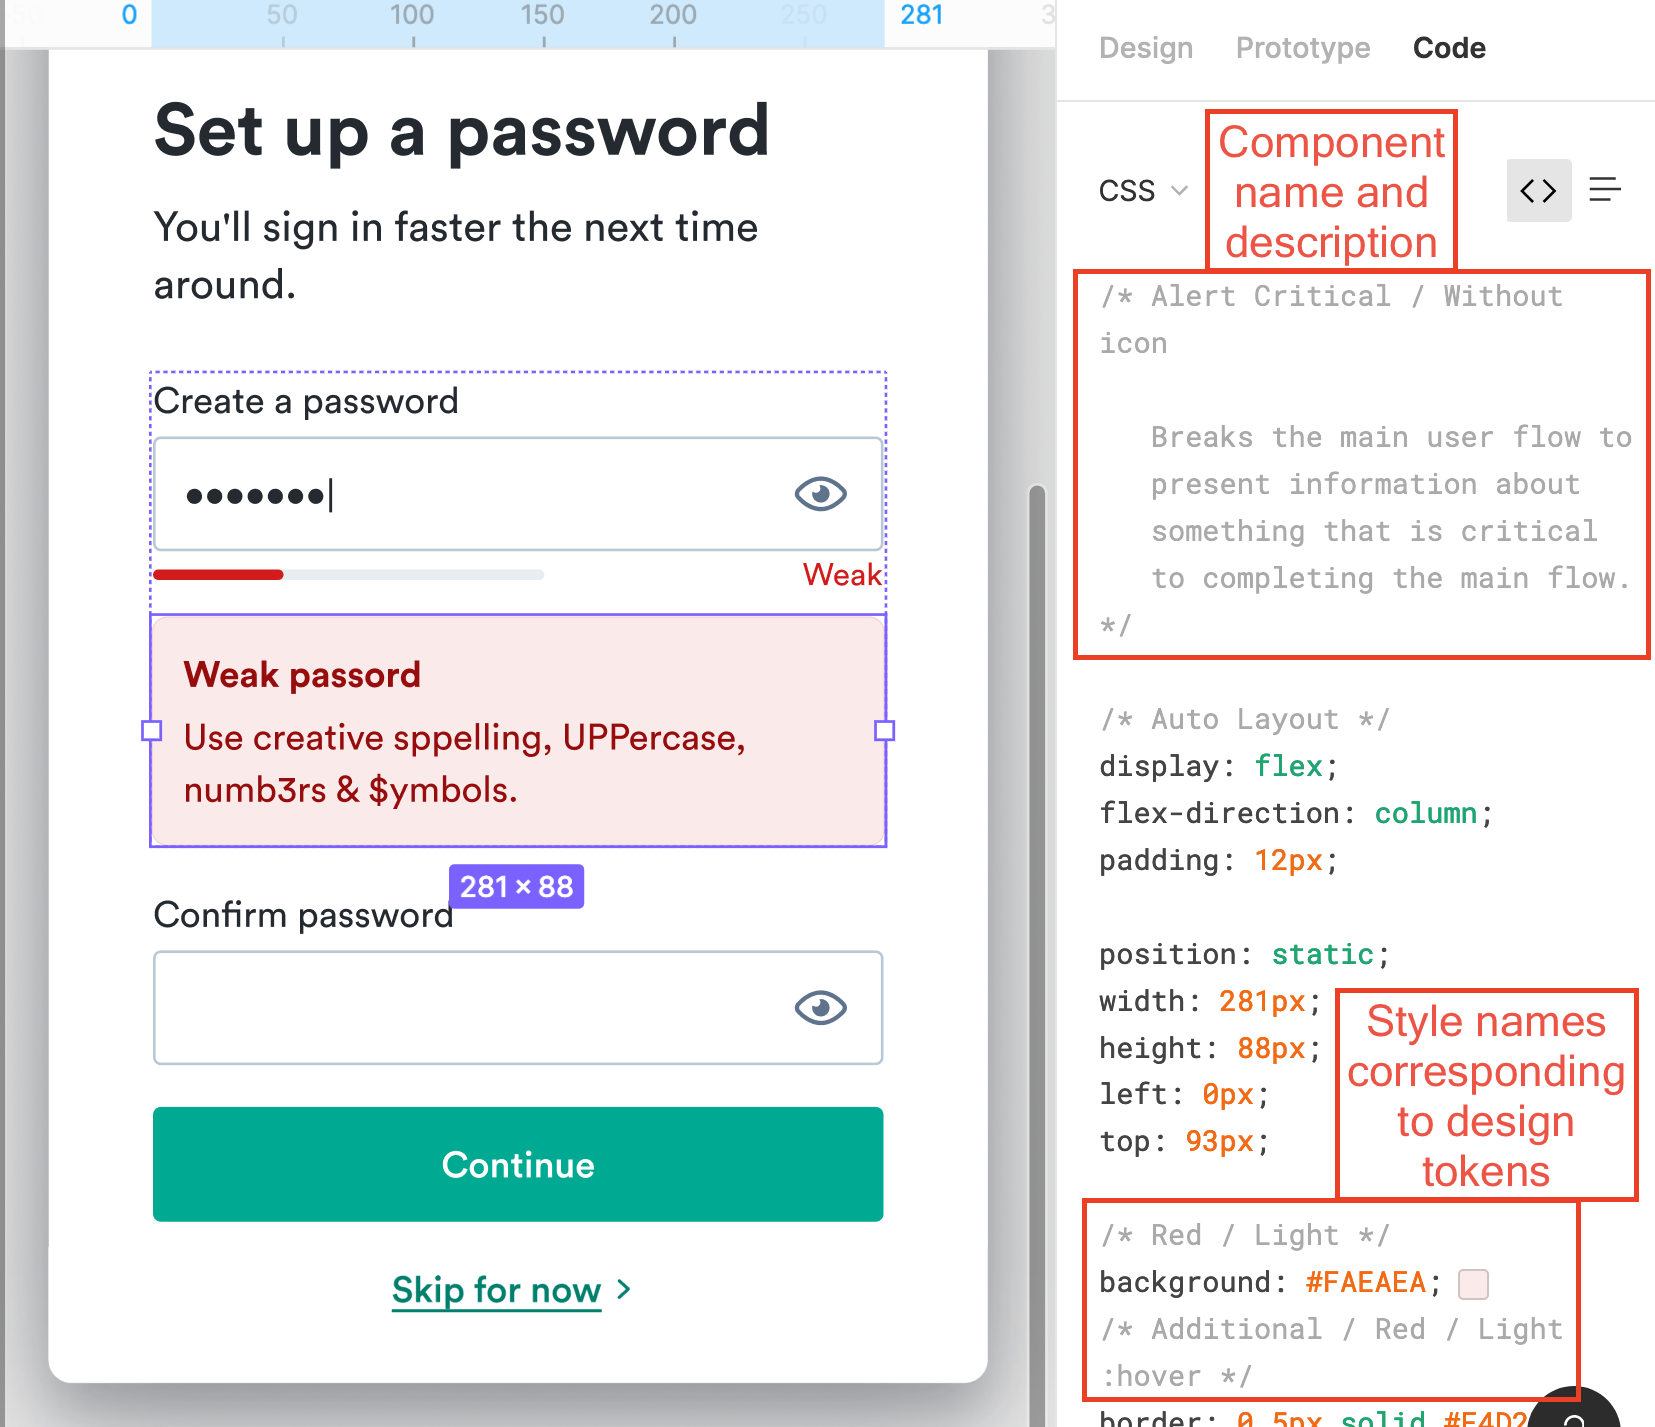 0 50 100 150 200 250 281
Set up a password
You'll sign in faster the next time
around.
Create a password
•••••••|
Weak
Weak passord
Use creative sppelling, UPPercase,
numb3rs & $ymbols.
281 × 88
Confirm password
Continue
Skip for now >
Design Prototype Code
CSS
Component
name and
description
/* Alert Critical / Without
icon
Breaks the main user flow to
present information about
something that is critical
to completing the main flow.
*/
/* Auto Layout */
display: flex;
flex-direction: column;
padding: 12px;
position: static;
width: 281px;
height: 88px;
left: 0px;
top: 93px;
Style names
corresponding
to design
tokens
/* Red / Light */
background: #FAEAEA;
/* Additional / Red / Light
:hover */
border: 0.5px solid